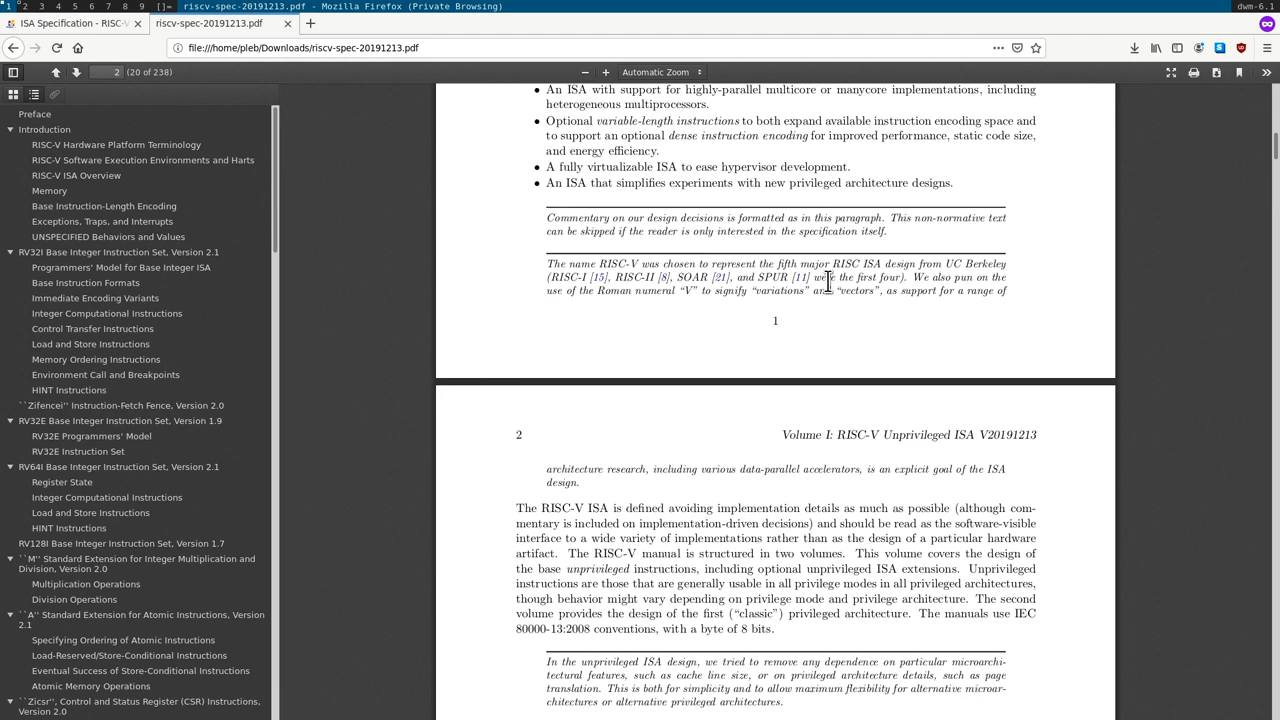 1 2 3 4 5 6 7 8 9 []= riscv-spec-20191213.pdf - Mozilla Firefox (Private Browsing) dwm-6.1
ISA Specification - RISC-V riscv-spec-20191213.pdf
file:///home/pleb/Downloads/riscv-spec-20191213.pdf
2 (20 of 238) Automatic Zoom
Preface
Introduction
RISC-V Hardware Platform Terminology
RISC-V Software Execution Environments and Harts
RISC-V ISA Overview
Memory
Base Instruction-Length Encoding
Exceptions, Traps, and Interrupts
UNSPECIFIED Behaviors and Values
RV32I Base Integer Instruction Set, Version 2.1
Programmers' Model for Base Integer ISA
Base Instruction Formats
Immediate Encoding Variants
Integer Computational Instructions
Control Transfer Instructions
Load and Store Instructions
Memory Ordering Instructions
Environment Call and Breakpoints
HINT Instructions
``Zifencei'' Instruction-Fetch Fence, Version 2.0
RV32E Base Integer Instruction Set, Version 1.9
RV32E Programmers' Model
RV32E Instruction Set
RV64I Base Integer Instruction Set, Version 2.1
Register State
Integer Computational Instructions
Load and Store Instructions
HINT Instructions
RV128I Base Integer Instruction Set, Version 1.7
``M'' Standard Extension for Integer Multiplication and
Division, Version 2.0
Multiplication Operations
Division Operations
``A'' Standard Extension for Atomic Instructions, Version
2.1
Specifying Ordering of Atomic Instructions
Load-Reserved/Store-Conditional Instructions
Eventual Success of Store-Conditional Instructions
Atomic Memory Operations
``Zicsr'', Control and Status Register (CSR) Instructions,
Version 2.0
• An ISA with support for highly-parallel multicore or manycore implementations, including
heterogeneous multiprocessors.
• Optional variable-length instructions to both expand available instruction encoding space and
to support an optional dense instruction encoding for improved performance, static code size,
and energy efficiency.
• A fully virtualizable ISA to ease hypervisor development.
• An ISA that simplifies experiments with new privileged architecture designs.
Commentary on our design decisions is formatted as in this paragraph. This non-normative text
can be skipped if the reader is only interested in the specification itself.
The name RISC-V was chosen to represent the fifth major RISC ISA design from UC Berkeley
(RISC-I [15], RISC-II [8], SOAR [21], and SPUR [11] were the first four). We also pun on the
use of the Roman numeral “V” to signify “variations” and “vectors”, as support for a range of
1
2 Volume I: RISC-V Unprivileged ISA V20191213
architecture research, including various data-parallel accelerators, is an explicit goal of the ISA
design.
The RISC-V ISA is defined avoiding implementation details as much as possible (although com-
mentary is included on implementation-driven decisions) and should be read as the software-visible
interface to a wide variety of implementations rather than as the design of a particular hardware
artifact. The RISC-V manual is structured in two volumes. This volume covers the design of
the base unprivileged instructions, including optional unprivileged ISA extensions. Unprivileged
instructions are those that are generally usable in all privilege modes in all privileged architectures,
though behavior might vary depending on privilege mode and privilege architecture. The second
volume provides the design of the first (“classic”) privileged architecture. The manuals use IEC
80000-13:2008 conventions, with a byte of 8 bits.
In the unprivileged ISA design, we tried to remove any dependence on particular microarchi-
tectural features, such as cache line size, or on privileged architecture details, such as page
translation. This is both for simplicity and to allow maximum flexibility for alternative microar-
chitectures or alternative privileged architectures.